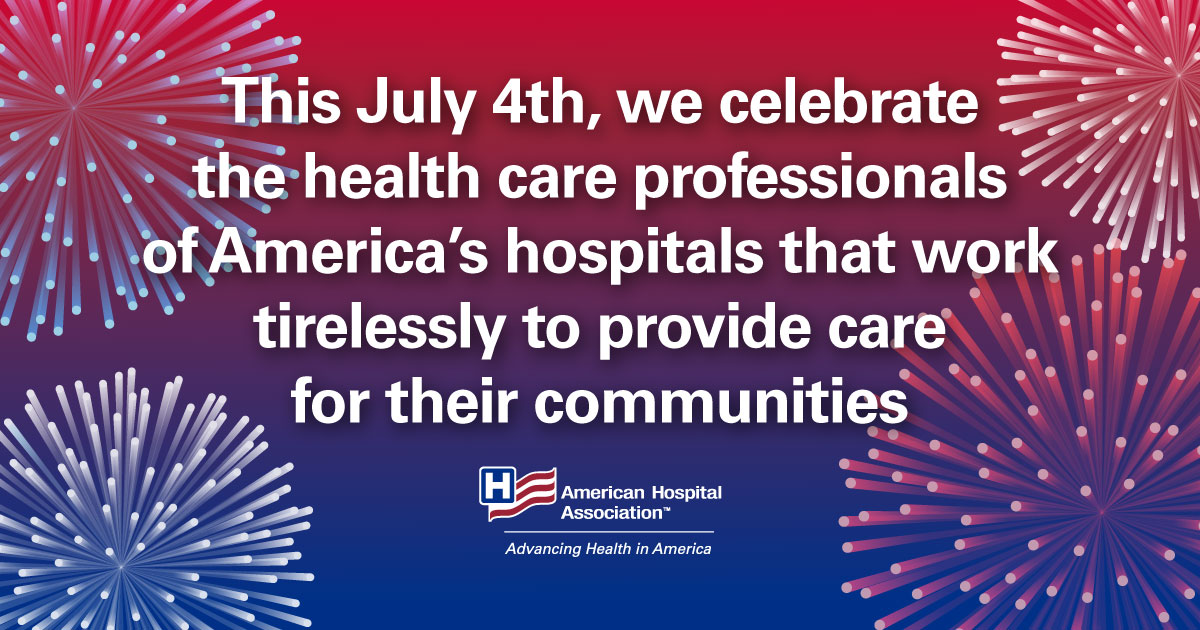 This July 4th, we celebrate
the health care professionals
of America’s hospitals that work
tirelessly to provide care
for their communities
H
American Hospital
Association™
Advancing Health in America